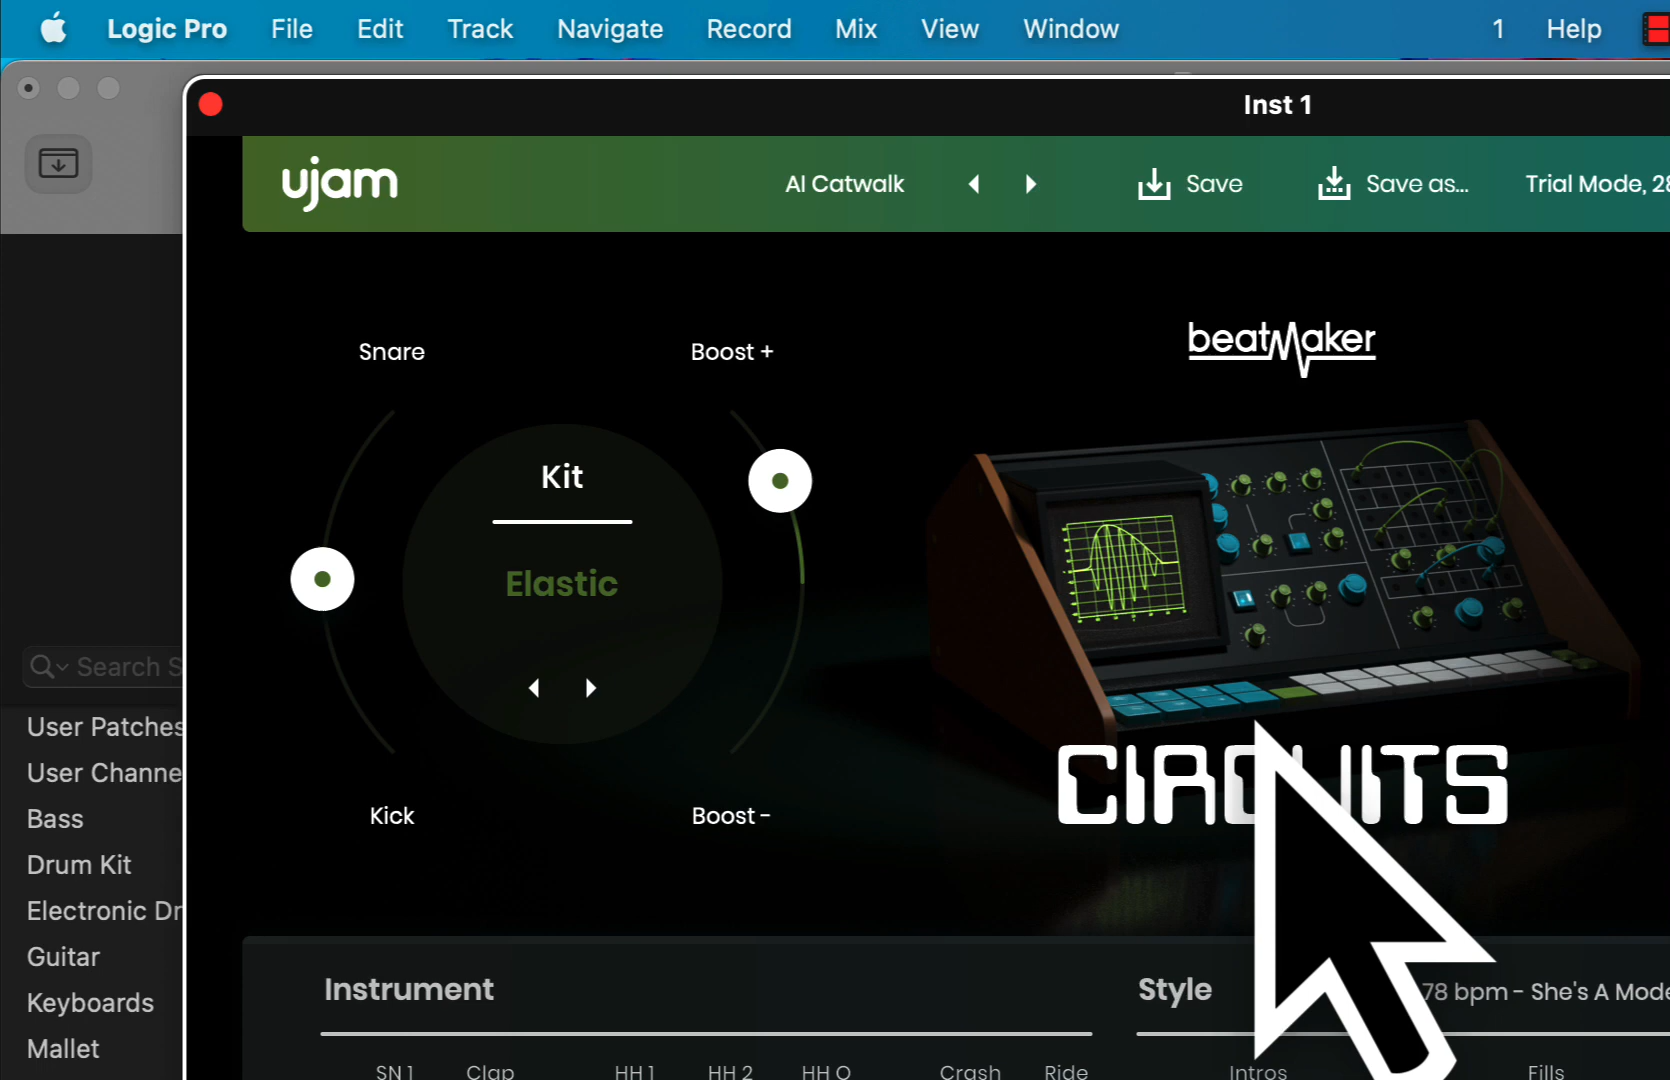 Logic Pro File Edit Track Navigate Record Mix View Window 1 Help
Inst 1
ujam AI Catwalk Save Save as... Trial Mode, 28
beatMaker
Snare Boost +
Kit
Elastic
Kick Boost -
CIRCUITS
Search S
User Patches
User Channe
Bass
Drum Kit
Electronic Dr
Guitar
Keyboards
Mallet
Instrument
Style 78 bpm - She's A Mode
SN 1 Clap HH 1 HH 2 HH O Crash Ride Intros Fills